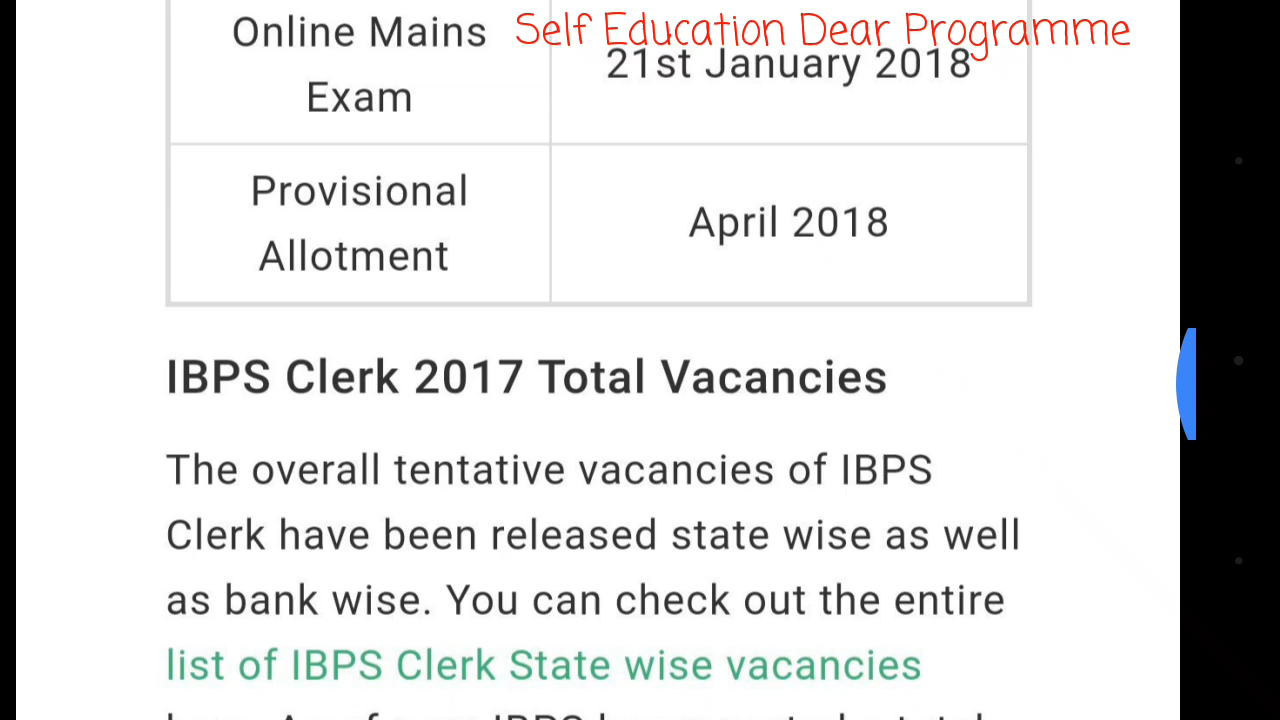 Self Education Dear Programme
Online Mains
Exam
21st January 2018
Provisional
Allotment
April 2018
IBPS Clerk 2017 Total Vacancies
The overall tentative vacancies of IBPS
Clerk have been released state wise as well
as bank wise. You can check out the entire
list of IBPS Clerk State wise vacancies